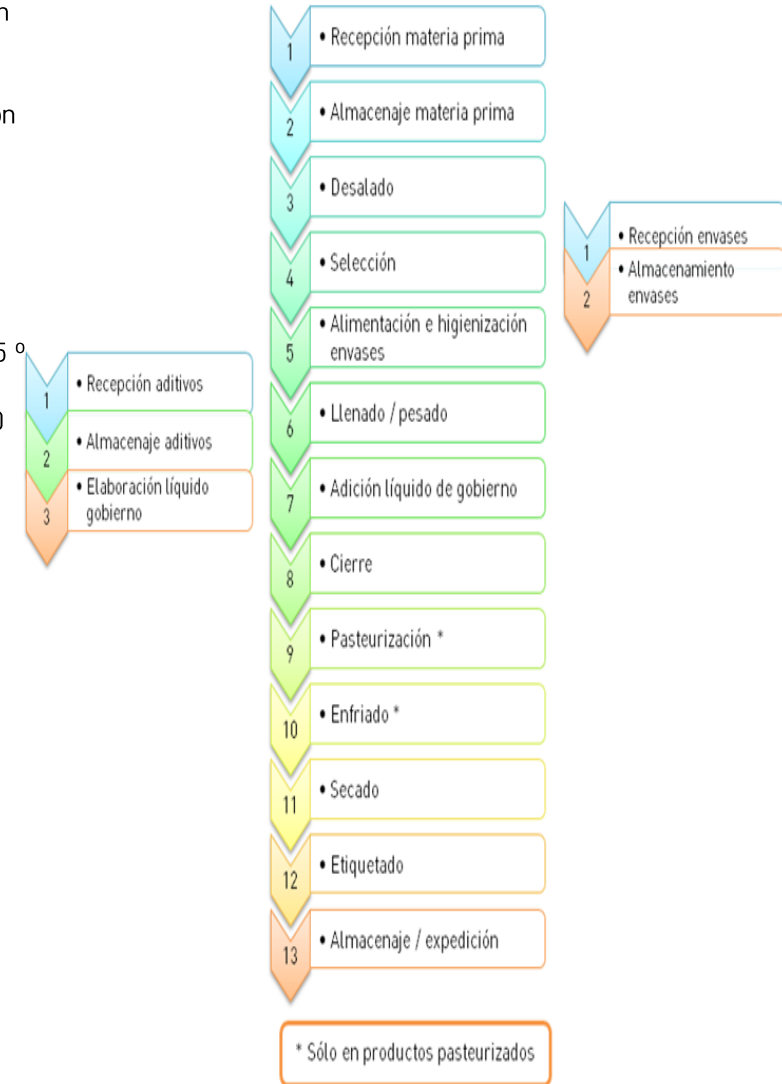 n
ón
5 º
0
1
• Recepción aditivos
2
• Almacenaje aditivos
3
• Elaboración líquido
gobierno
1
• Recepción materia prima
2
• Almacenaje materia prima
3
• Desalado
4
• Selección
5
• Alimentación e higienización
envases
6
• Llenado / pesado
7
• Adición líquido de gobierno
8
• Cierre
9
• Pasteurización *
10
• Enfriado *
11
• Secado
12
• Etiquetado
13
• Almacenaje / expedición
* Sólo en productos pasteurizados
1
• Recepción envases
2
• Almacenamiento
envases